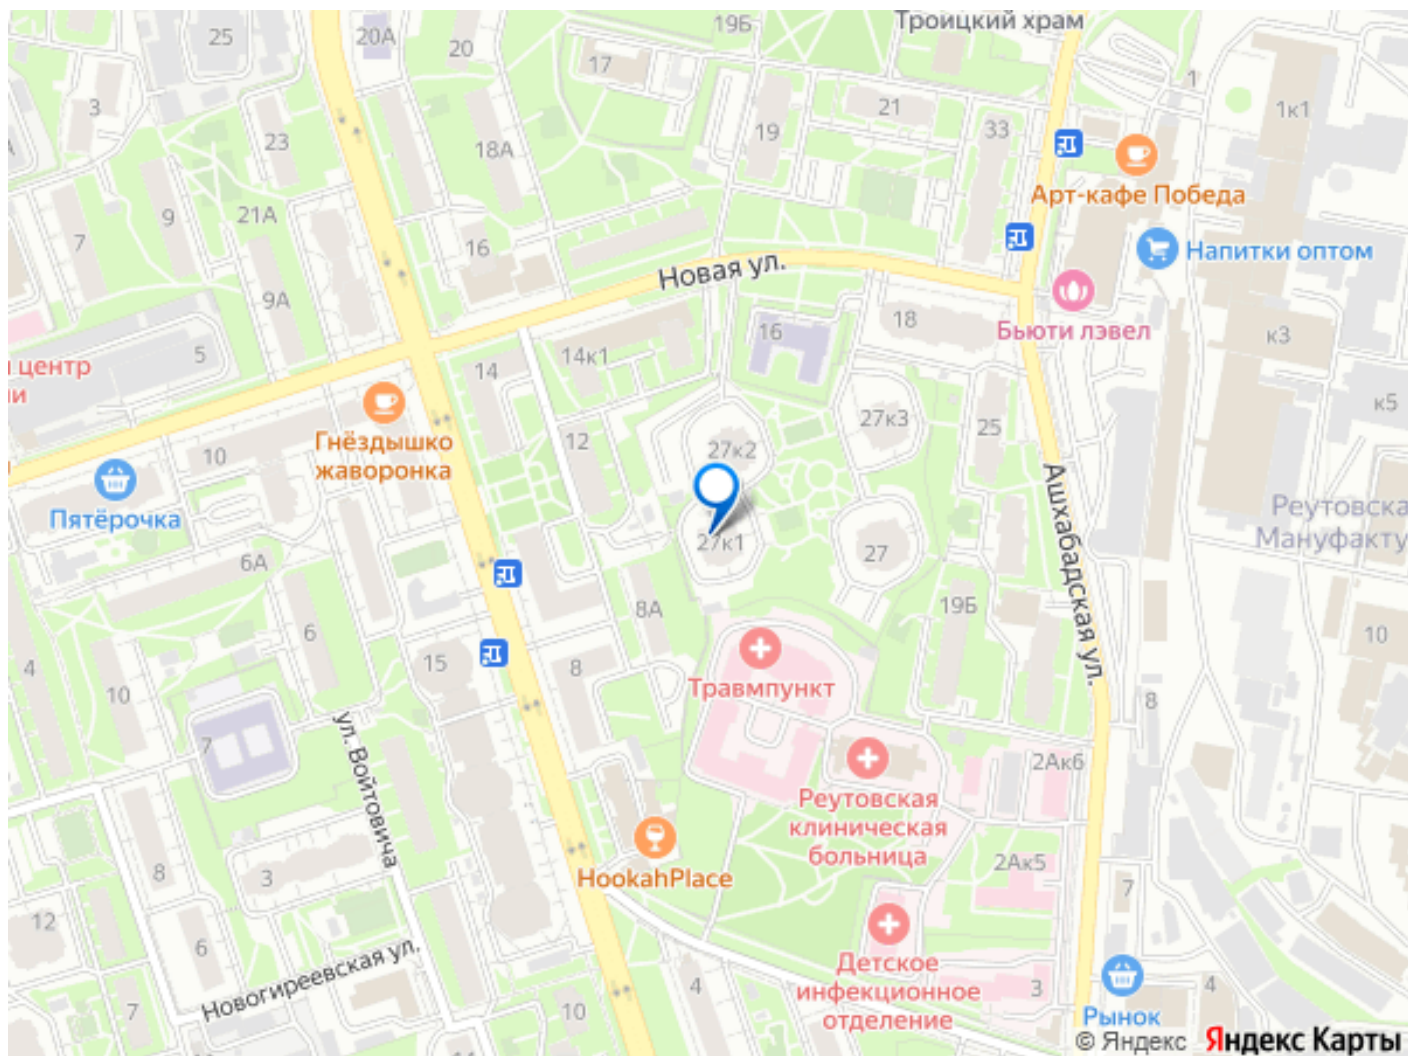 19Б
Троицкий храм
25
20А
20
17
1
3
21
1к1
23
18А
19
33
Арт-кафе Победа
9
21А
7
16
Новая ул.
Напитки оптом
9А
16
18
Бьюти лэвел
к3
5
14к1
центр
ии
14
к5
Гнёздышко
жаворонка
27к3
25
12
27к2
10
Пятёрочка
Ашхабадская ул.
Реутовска
Мануфакту
27к1
27
6А
8А
19Б
6
10
4
15
8
10
Травмпункт
8
7
ул. Войтовича
2Ак6
Реутовская
клиническая
больница
8
3
HookahPlace
2Ак5
7
12
6
Новогиреевская ул.
Детское
инфекционное
отделение
7
10
4
3
4
Рынок
© Яндекс Яндекс Карты